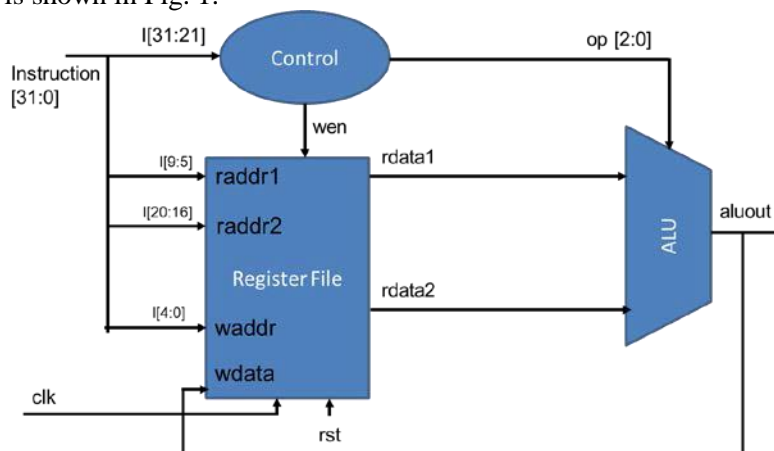 is shown in Fig. 1.
I[31:21]
Control
op [2:0]
Instruction
[31:0]
wen
I[9:5]
raddr1
rdata1
I[20:16]
raddr2
aluout
ALU
Register File
rdata2
I[4:0]
waddr
wdata
clk
rst